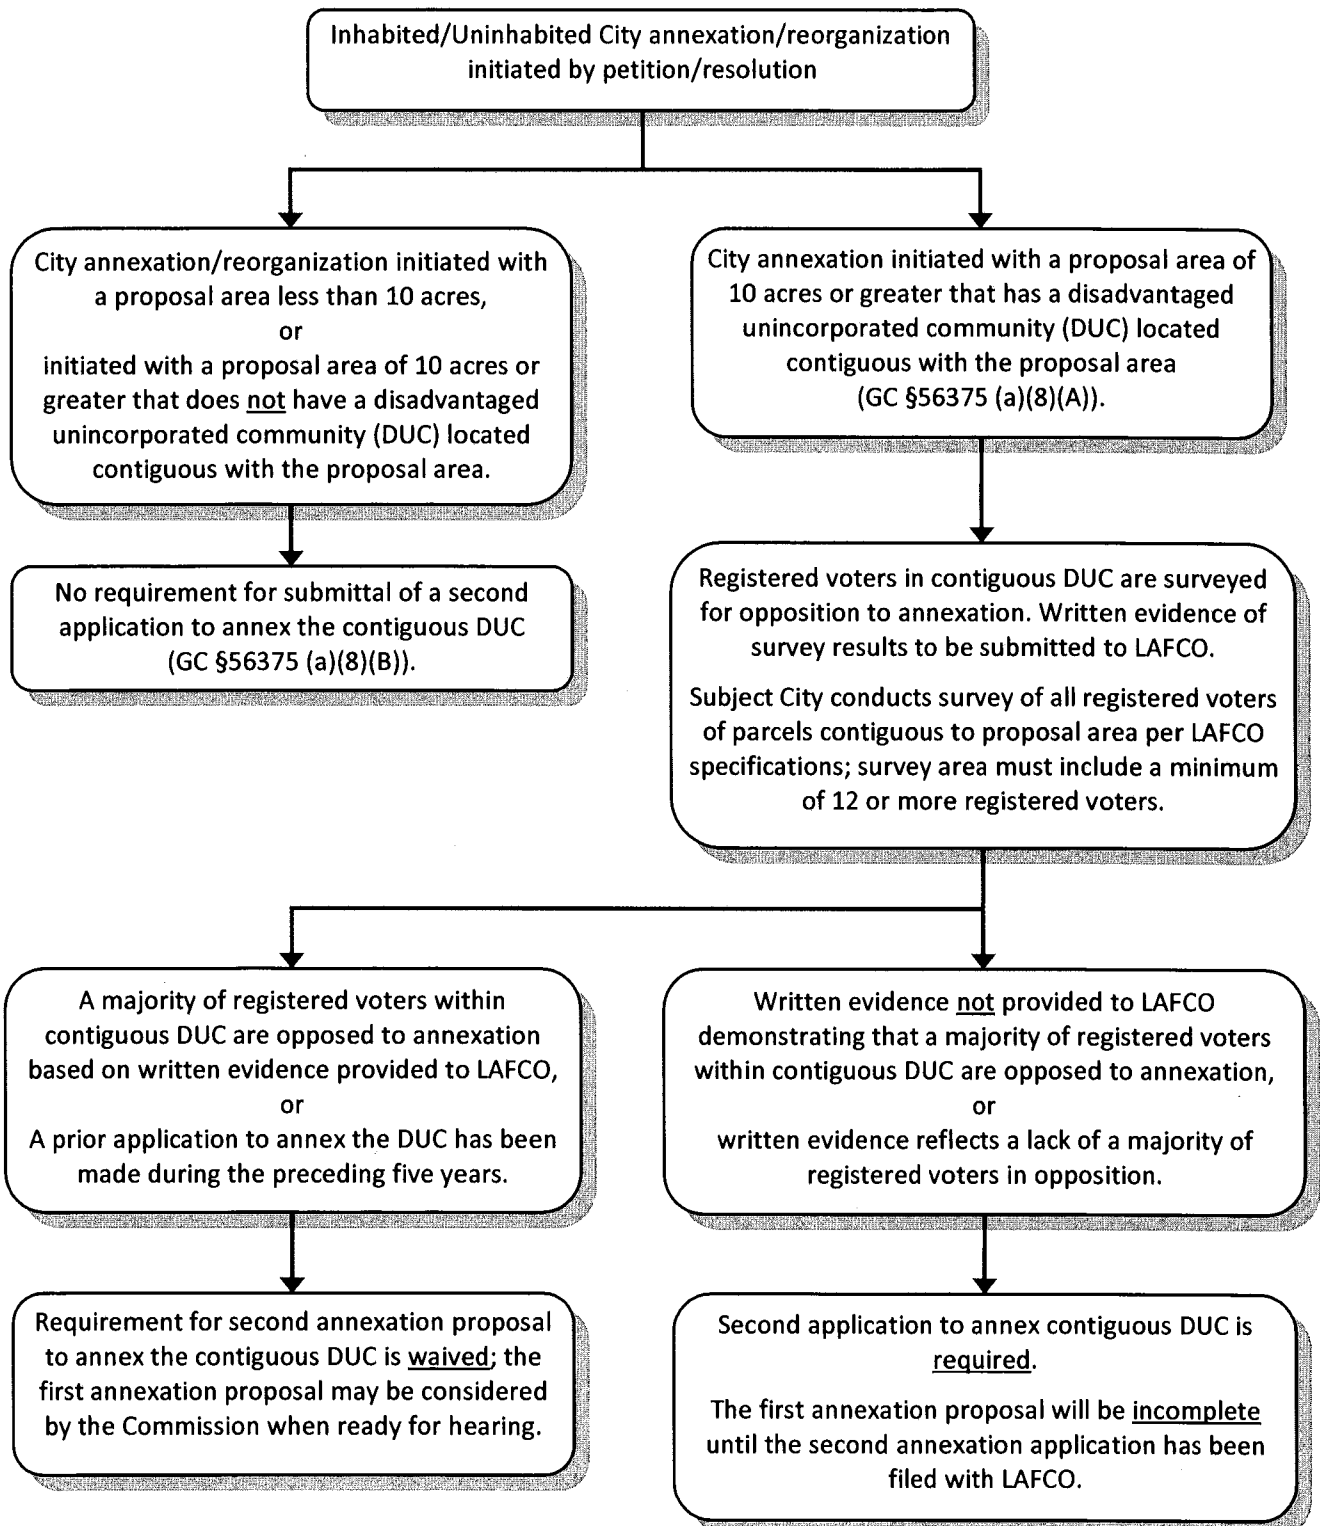 Inhabited/Uninhabited City annexation/reorganization
initiated by petition/resolution
City annexation/reorganization initiated with
a proposal area less than 10 acres,
or
initiated with a proposal area of 10 acres or
greater that does not have a disadvantaged
unincorporated community (DUC) located
contiguous with the proposal area.
City annexation initiated with a proposal area of
10 acres or greater that has a disadvantaged
unincorporated community (DUC) located
contiguous with the proposal area
(GC §56375 (a)(8)(A)).
No requirement for submittal of a second
application to annex the contiguous DUC
(GC §56375 (a)(8)(B)).
Registered voters in contiguous DUC are surveyed
for opposition to annexation. Written evidence of
survey results to be submitted to LAFCO.
Subject City conducts survey of all registered voters
of parcels contiguous to proposal area per LAFCO
specifications; survey area must include a minimum
of 12 or more registered voters.
A majority of registered voters within
contiguous DUC are opposed to annexation
based on written evidence provided to LAFCO,
or
A prior application to annex the DUC has been
made during the preceding five years.
Written evidence not provided to LAFCO
demonstrating that a majority of registered voters
within contiguous DUC are opposed to annexation,
or
written evidence reflects a lack of a majority of
registered voters in opposition.
Requirement for second annexation proposal
to annex the contiguous DUC is waived; the
first annexation proposal may be considered
by the Commission when ready for hearing.
Second application to annex contiguous DUC is
required.
The first annexation proposal will be incomplete
until the second annexation application has been
filed with LAFCO.